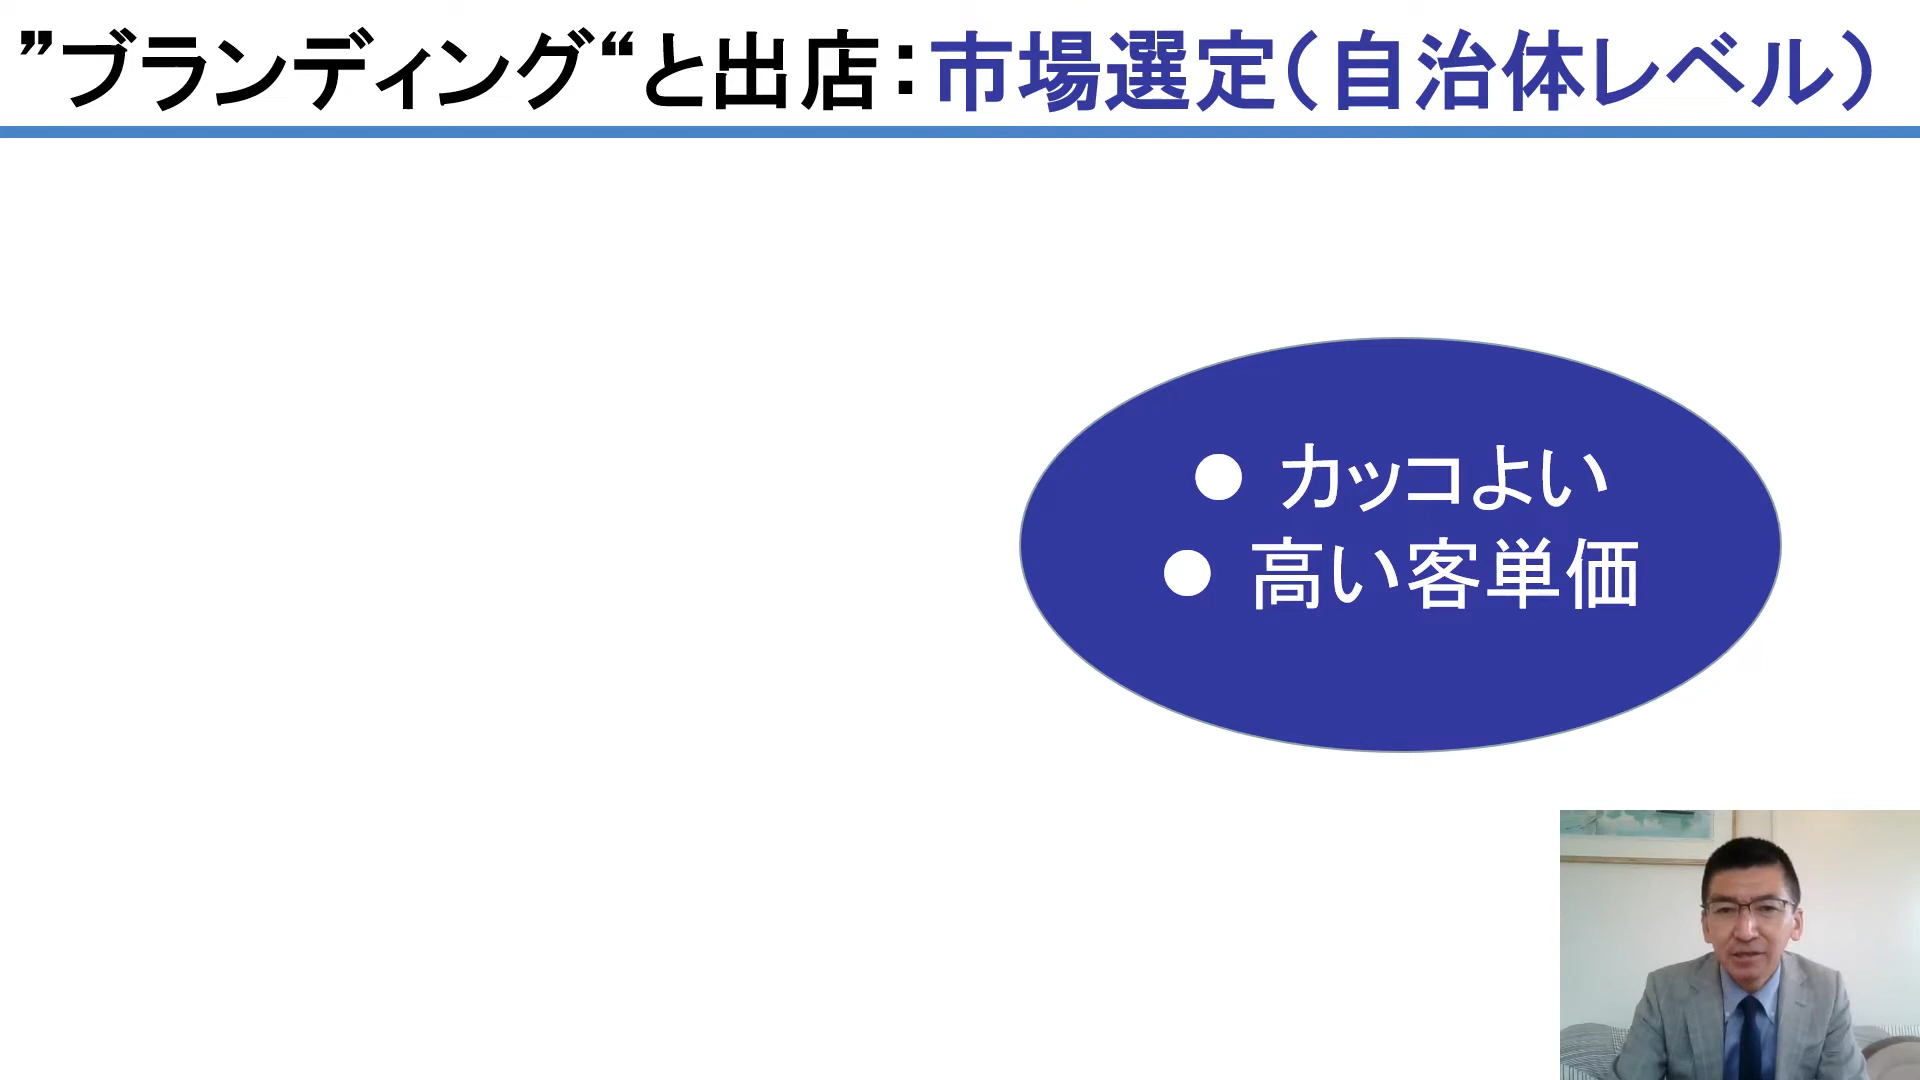 ”ブランディング“と出店：市場選定（自治体レベル）
● カッコよい
● 高い客単価